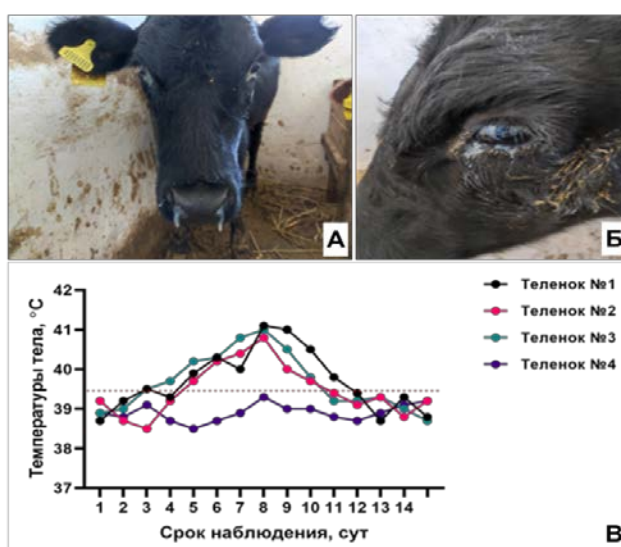 А
Б
42
41
40
39
38
37
Температуры тела, °C
1 2 3 4 5 6 7 8 9 10 11 12 13 14
Срок наблюдения, сут
Теленок №1
Теленок №2
Теленок №3
Теленок №4
В